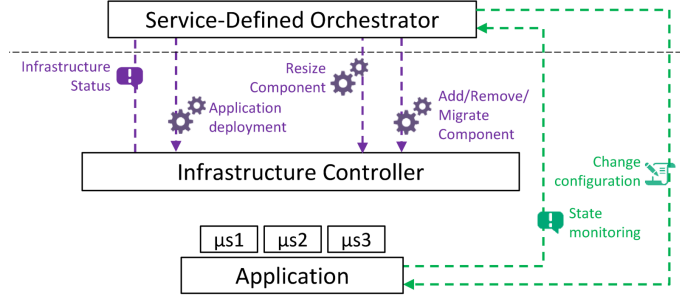 Service-Defined Orchestrator
Infrastructure
Status
Resize
Component
Application
deployment
Add/Remove/
Migrate
Component
Infrastructure Controller
Change
configuration
State
monitoring
µs1
µs2
µs3
Application